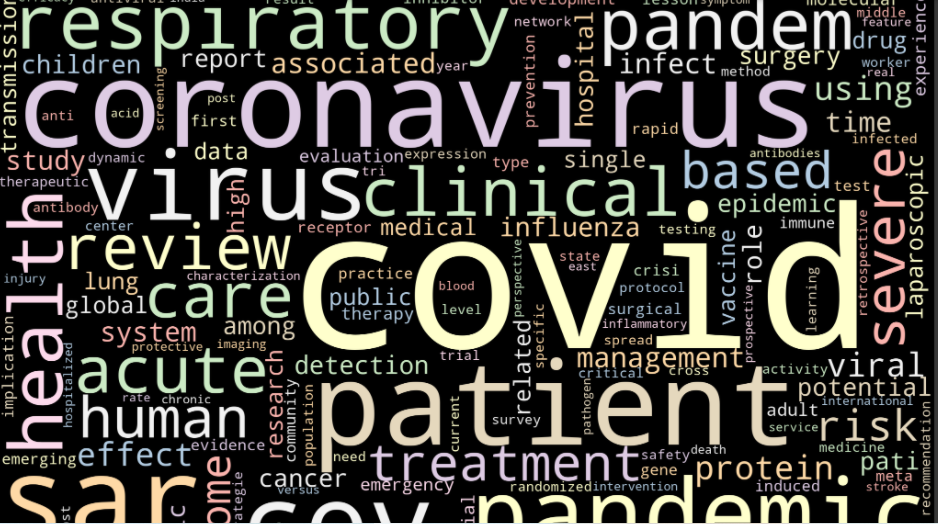 antiviral
result
inhibitor
development
lesson
symptom
molecular
respiratory
pandem
network
middle
feature
experience
transmission
children
report
associated
year
hospital
infect
method
surgery
drug
worker
real
coronavirus
using
anti
acid
screening
post
first
prevention
rapid
time
infected
study
dynamic
data
evaluation
expression
type
single
based
antibodies
test
severe
therapeutic
virus
tri
clinical
epidemic
laparoscopic
antibody
high
center
receptor
medical
influenza
testing
immune
health
review
covid
state
east
perspective
vaccine
role
retrospective
injury
lung
characterization
practice
blood
crisi
protocol
learning
global
care
public
therapy
level
surgical
inflammatory
prospective
system
among
specific
spread
protective
imaging
related
implication
hospitalized
acute
research
detection
trial
management
critical
cross
activity
viral
patient
pathogen
potential
international
rate
chronic
human
community
population
current
survey
adult
service
risk
recommendation
emerging
effect
evidence
need
treatment
safety
death
gene
protein
medicine
pati
meta
stroke
sar
ome
cancer
versus
emergency
cov
pandemic
randomized
intervention
induced